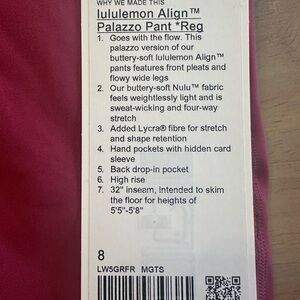 WHY WE MADE THIS
lululemon Align™
Palazzo Pant *Reg
1. Goes with the flow. This
palazzo version of our
buttery-soft lululemon Align™
pants features front pleats and
flowy wide legs
2. Our buttery-soft Nulu™ fabric
feels weightlessly light and is
sweat-wicking and four-way
stretch
3. Added Lycra® fibre for stretch
and shape retention
4. Hand pockets with hidden card
sleeve
5. Back drop-in pocket
6. High rise
7. 32" inseam, intended to skim
the floor for heights of
5'5"-5'8"
8
LW5GRFR MGTS